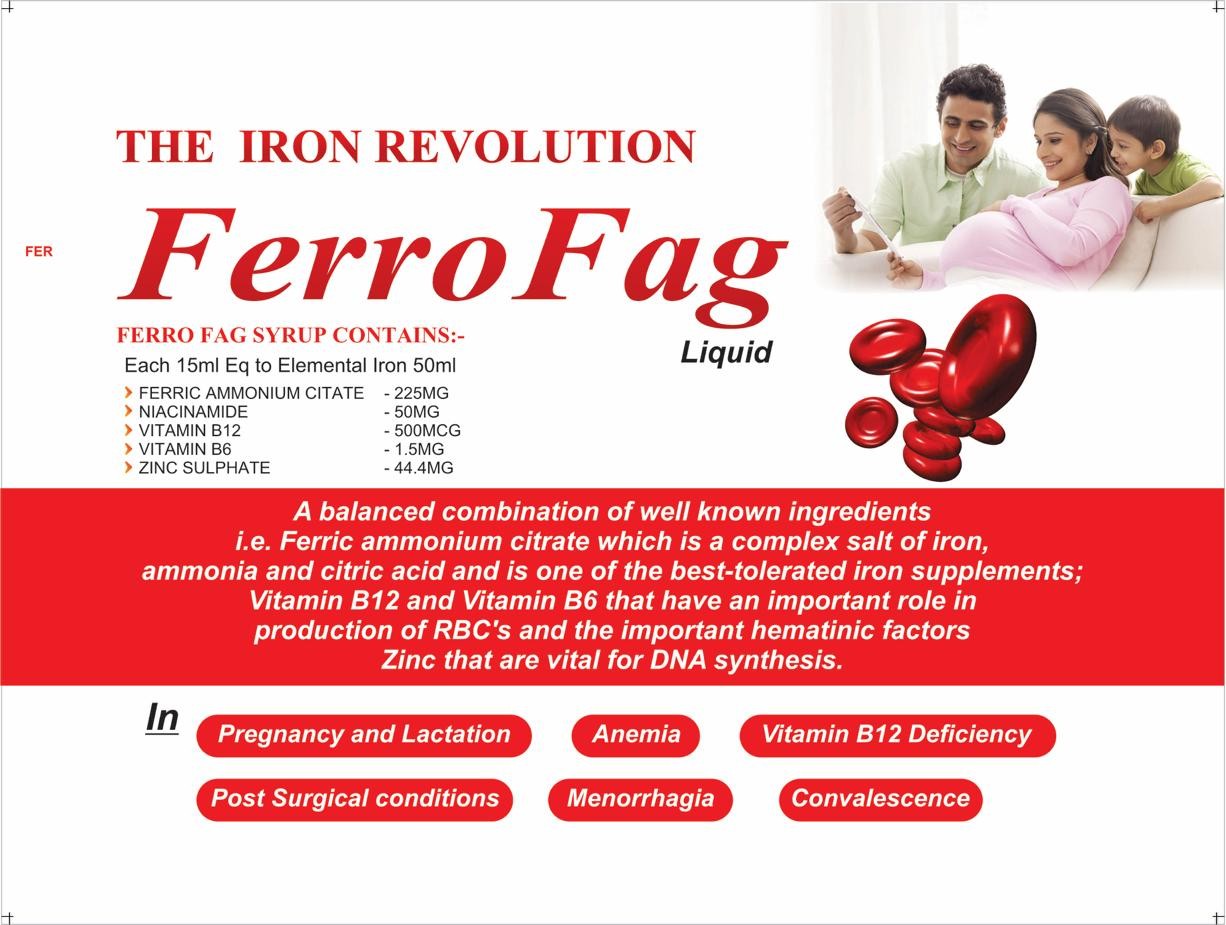 THE IRON REVOLUTION
FerroFag
FER
Liquid
FERRO FAG SYRUP CONTAINS:-
Each 15ml Eq to Elemental Iron 50ml
FERRIC AMMONIUM CITATE - 225MG
NIACINAMIDE - 50MG
VITAMIN B12 - 500MCG
VITAMIN B6 - 1.5MG
ZINC SULPHATE - 44.4MG
A balanced combination of well known ingredients
i.e. Ferric ammonium citrate which is a complex salt of iron,
ammonia and citric acid and is one of the best-tolerated iron supplements;
Vitamin B12 and Vitamin B6 that have an important role in
production of RBC's and the important hematinic factors
Zinc that are vital for DNA synthesis.
In
Pregnancy and Lactation Anemia Vitamin B12 Deficiency
Post Surgical conditions Menorrhagia Convalescence